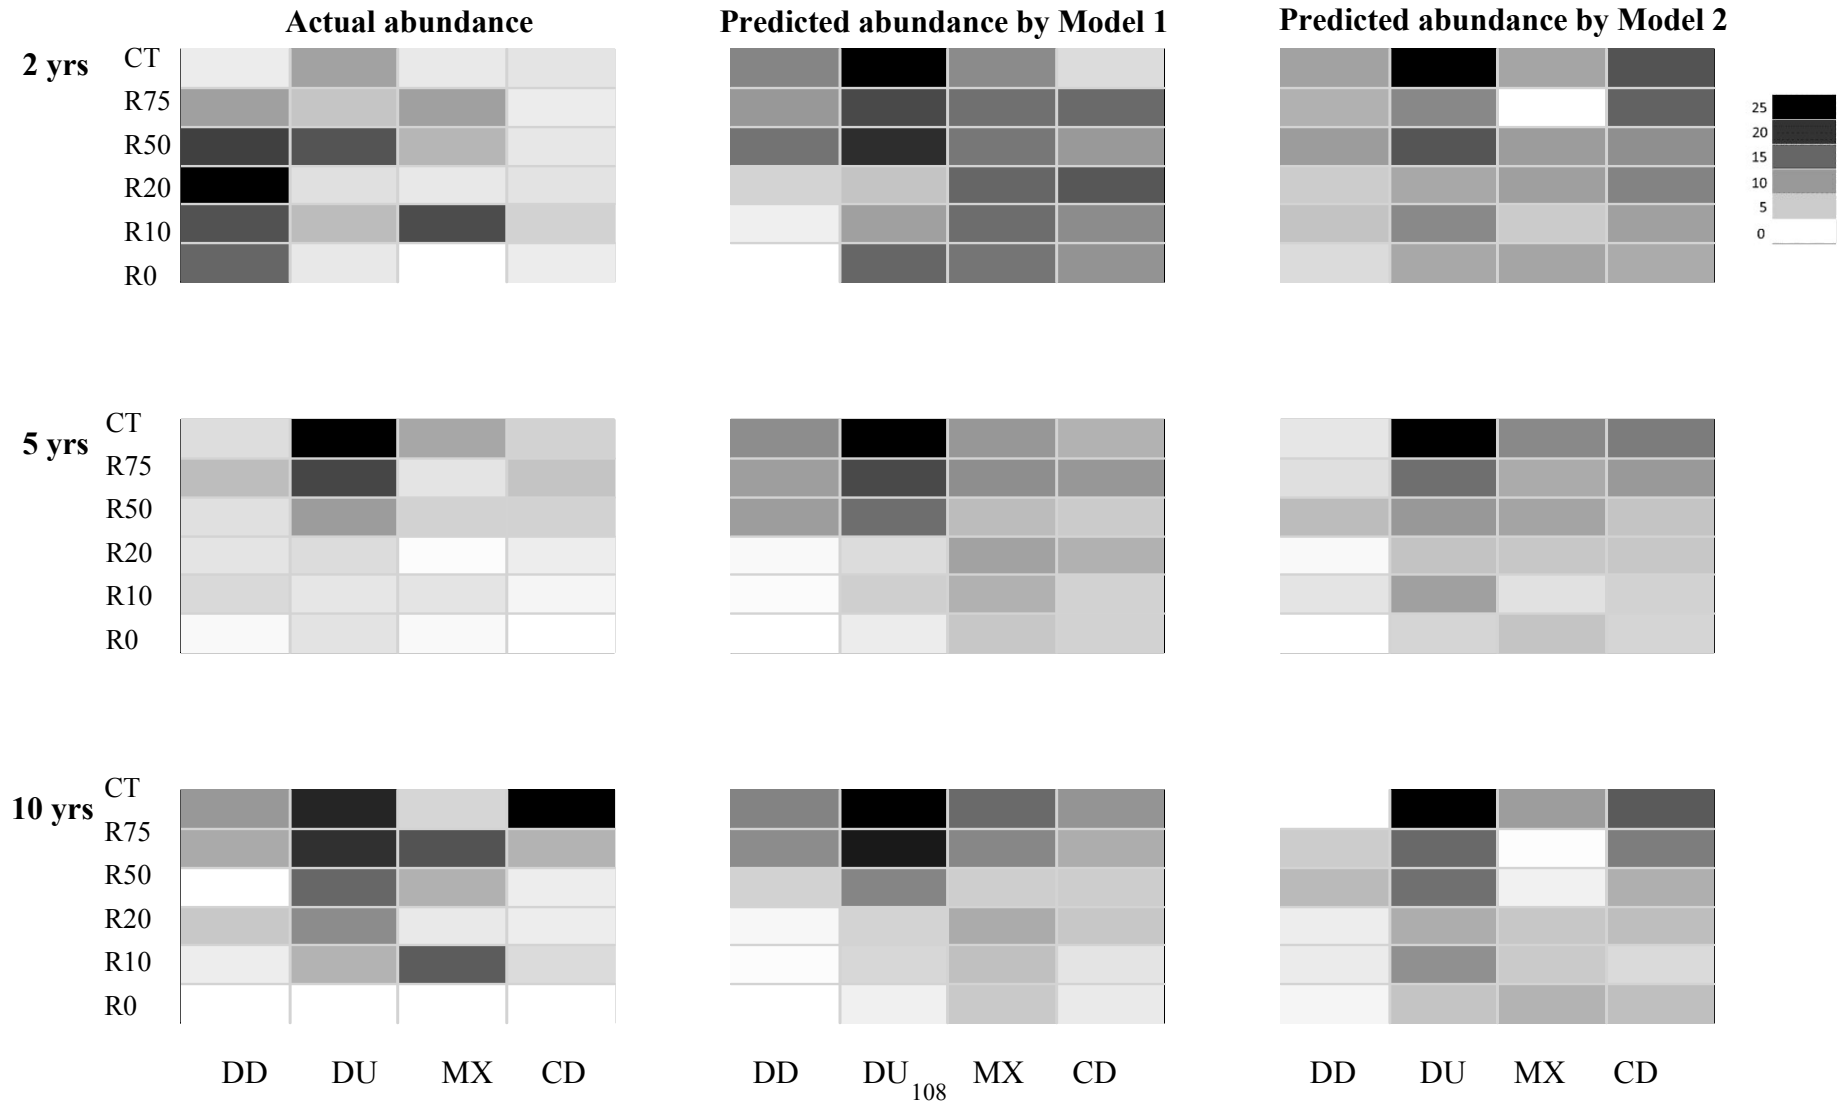 Actual abundance
Predicted abundance by Model 1
Predicted abundance by Model 2
2 yrs
CT
R75
R50
R20
R10
R0
25
20
15
10
5
0
5 yrs
CT
R75
R50
R20
R10
R0
10 yrs
CT
R75
R50
R20
R10
R0
DD DU MX CD
DD DU MX CD
DD DU MX CD
108